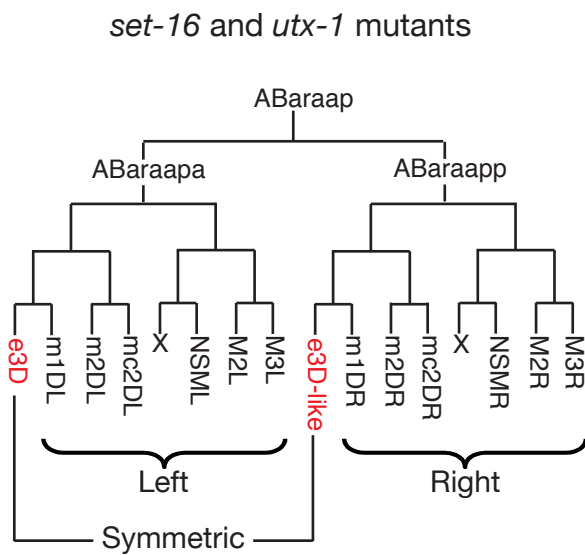 set-16 and utx-1 mutants
ABaraap
ABaraapa
ABaraapp
e3D
m1DL
m2DL
mc2DL
X
NSML
M2L
M3L
e3D-like
m1DR
m2DR
mc2DR
X
NSMR
M2R
M3R
Left
Right
Symmetric